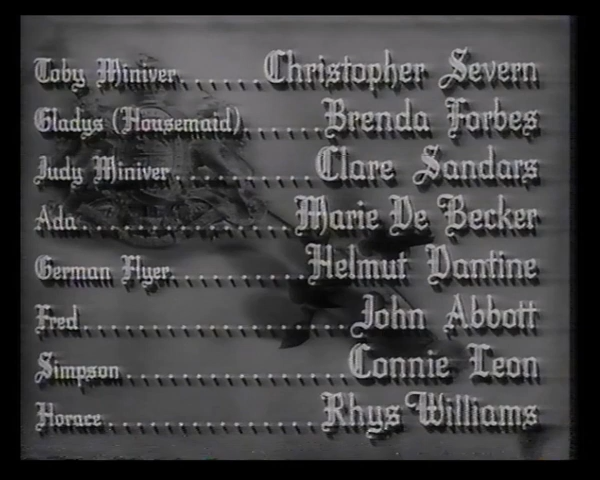 Toby Miniver.......Christopher Severn
Gladys (Housemaid).......Brenda Forbes
Judy Miniver...........Clare Sandars
Ada.................Marie De Becker
German Flyer...........Helmut Dantine
Fred.....................John Abbott
Simpson.................Connie Leon
Horace................Rhys Williams